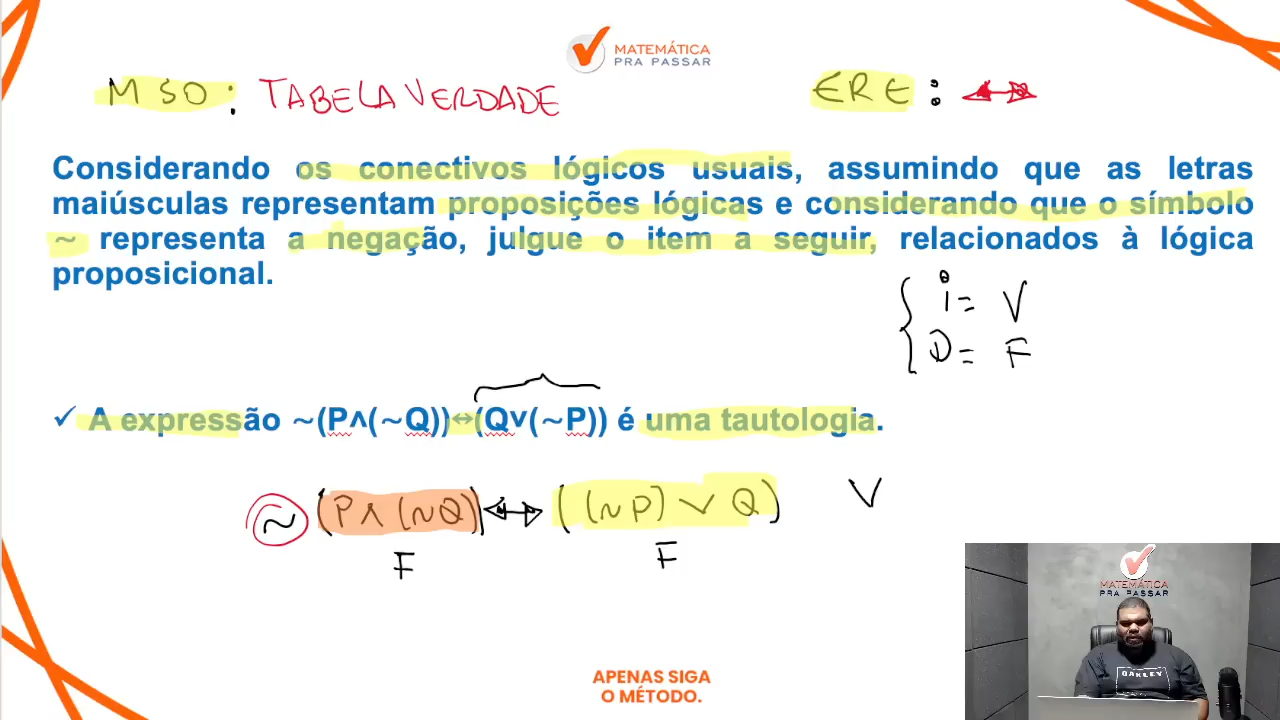 MATEMÁTICA
PRA PASSAR
MSO: TABELA VERDADE
ERE: ↔
Considerando os conectivos lógicos usuais, assumindo que as letras
maiúsculas representam proposições lógicas e considerando que o símbolo
~ representa a negação, julgue o item a seguir, relacionados à lógica
proposicional.
i = V
D = F
✓ A expressão ~(P∧(~Q))↔(Q∨(~P)) é uma tautologia.
~ (P ∧ (~Q)) ↔ ((~P) ∨ Q) V
F F
MATEMÁTICA
PRA PASSAR
OAKLEY
APENAS SIGA
O MÉTODO.